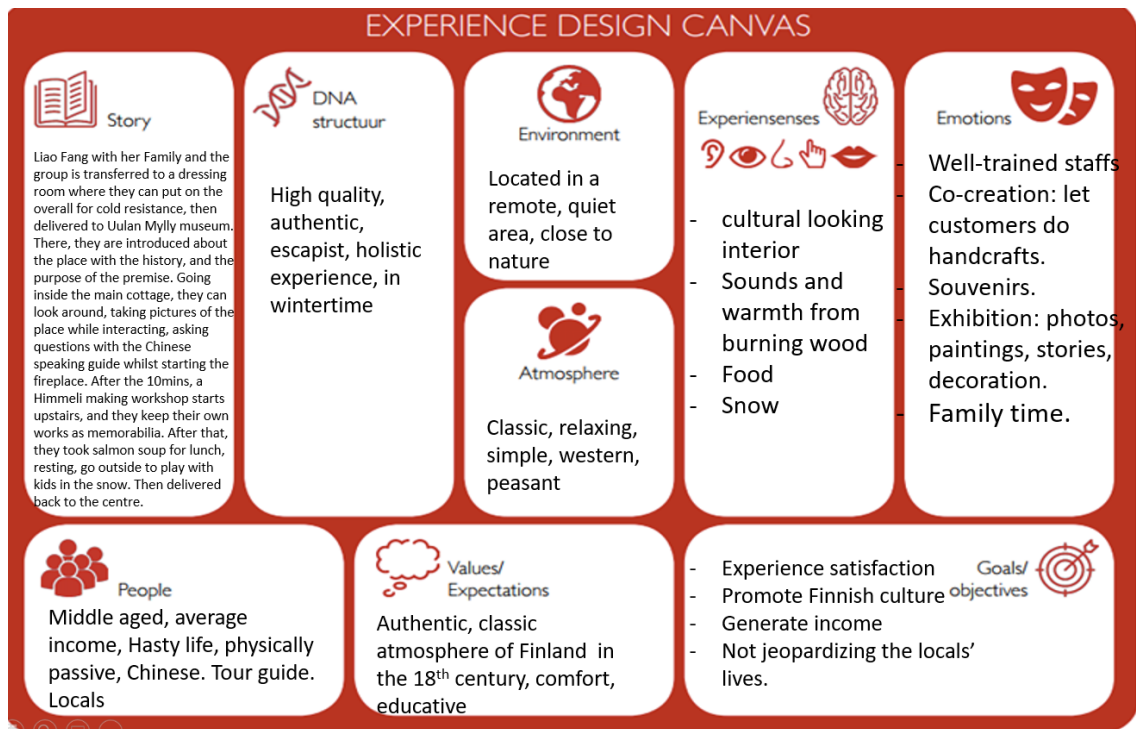 EXPERIENCE DESIGN CANVAS
Story
Liao Fang with her Family and the
group is transferred to a dressing
room where they can put on the
overall for cold resistance, then
delivered to Uulan Mylly museum.
There, they are introduced about
the place with the history, and the
purpose of the premise. Going
inside the main cottage, they can
look around, taking pictures of the
place while interacting, asking
questions with the Chinese
speaking guide whilst starting the
fireplace. After the 10mins, a
Himmeli making workshop starts
upstairs, and they keep their own
works as memorabilia. After that,
they took salmon soup for lunch,
resting, go outside to play with
kids in the snow. Then delivered
back to the centre.
DNA
structuur
High quality,
authentic,
escapist, holistic
experience, in
wintertime
Environment
Located in a
remote, quiet
area, close to
nature
Atmosphere
Classic, relaxing,
simple, western,
peasant
Experiensenses
- cultural looking
interior
- Sounds and
warmth from
burning wood
- Food
- Snow
Emotions
- Well-trained staffs
- Co-creation: let
customers do
handcrafts.
- Souvenirs.
- Exhibition: photos,
paintings, stories,
decoration.
- Family time.
People
Middle aged, average
income, Hasty life, physically
passive, Chinese. Tour guide.
Locals
Values/
Expectations
Authentic, classic
atmosphere of Finland in
the 18th century, comfort,
educative
Goals/
objectives
- Experience satisfaction
- Promote Finnish culture
- Generate income
- Not jeopardizing the locals'
lives.